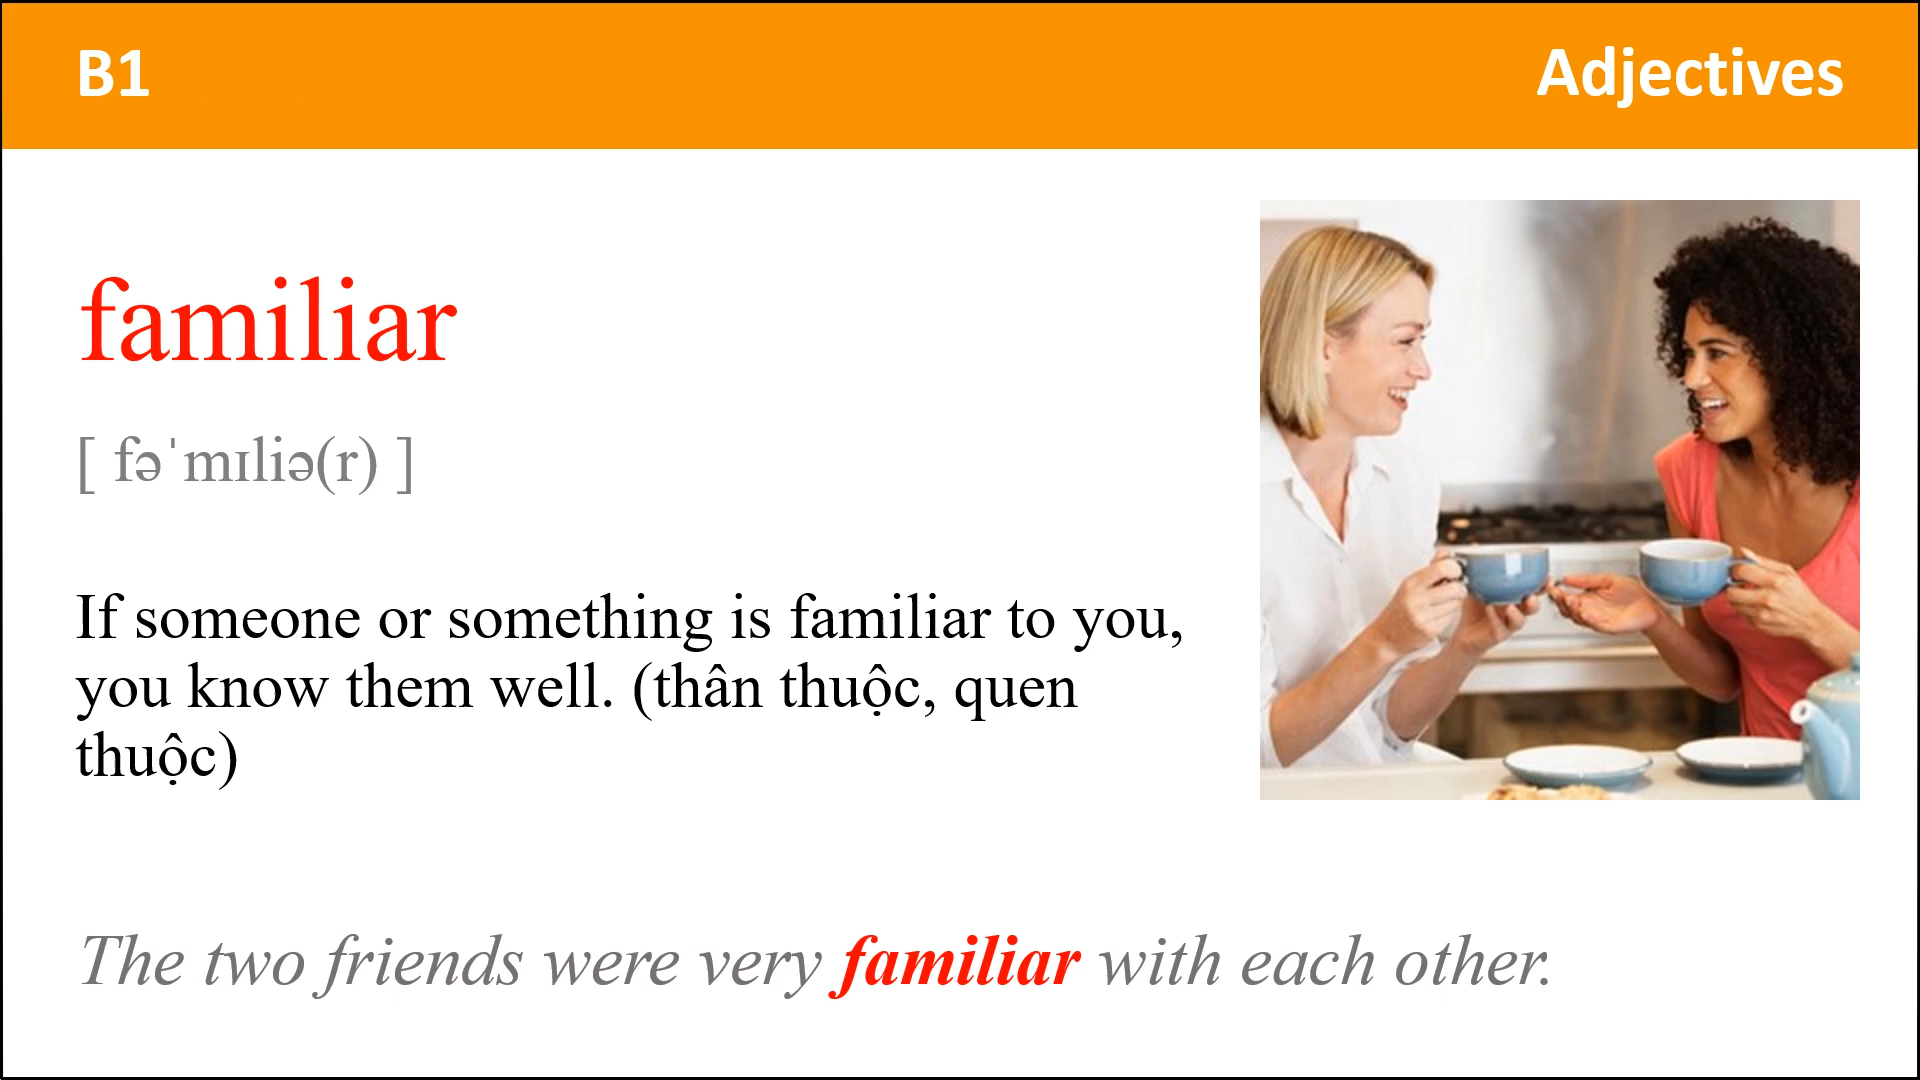 B1
Adjectives
familiar
[ fəˈmɪliə(r) ]
If someone or something is familiar to you,
you know them well. (thân thuộc, quen
thuộc)
The two friends were very familiar with each other.